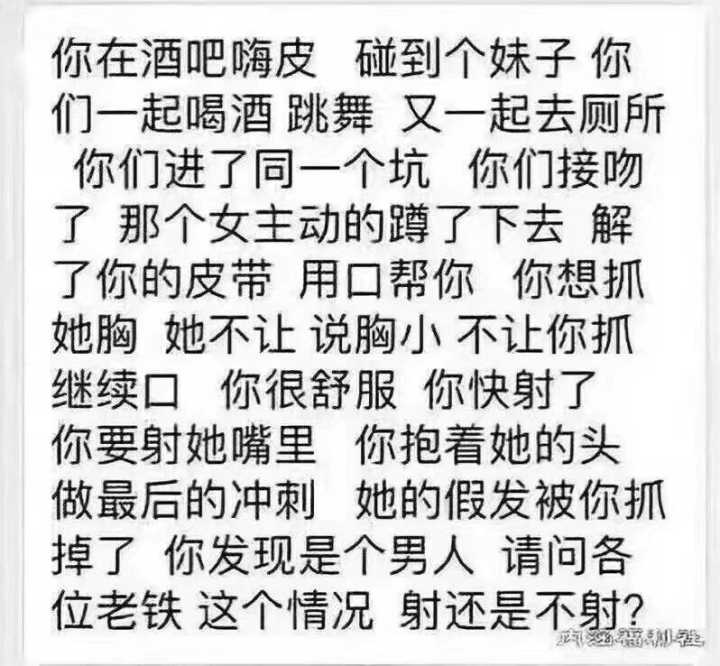 你在酒吧嗨皮 碰到个妹子 你
们一起喝酒 跳舞 又一起去厕所
你们进了同一个坑 你们接吻
了 那个女主动的蹲了下去 解
了你的皮带 用口帮你 你想抓
她胸 她不让 说胸小 不让你抓
继续口 你很舒服 你快射了
你要射她嘴里 你抱着她的头
做最后的冲刺 她的假发被你抓
掉了 你发现是个男人 请问各
位老铁 这个情况 射还是不射?
内涵福利社